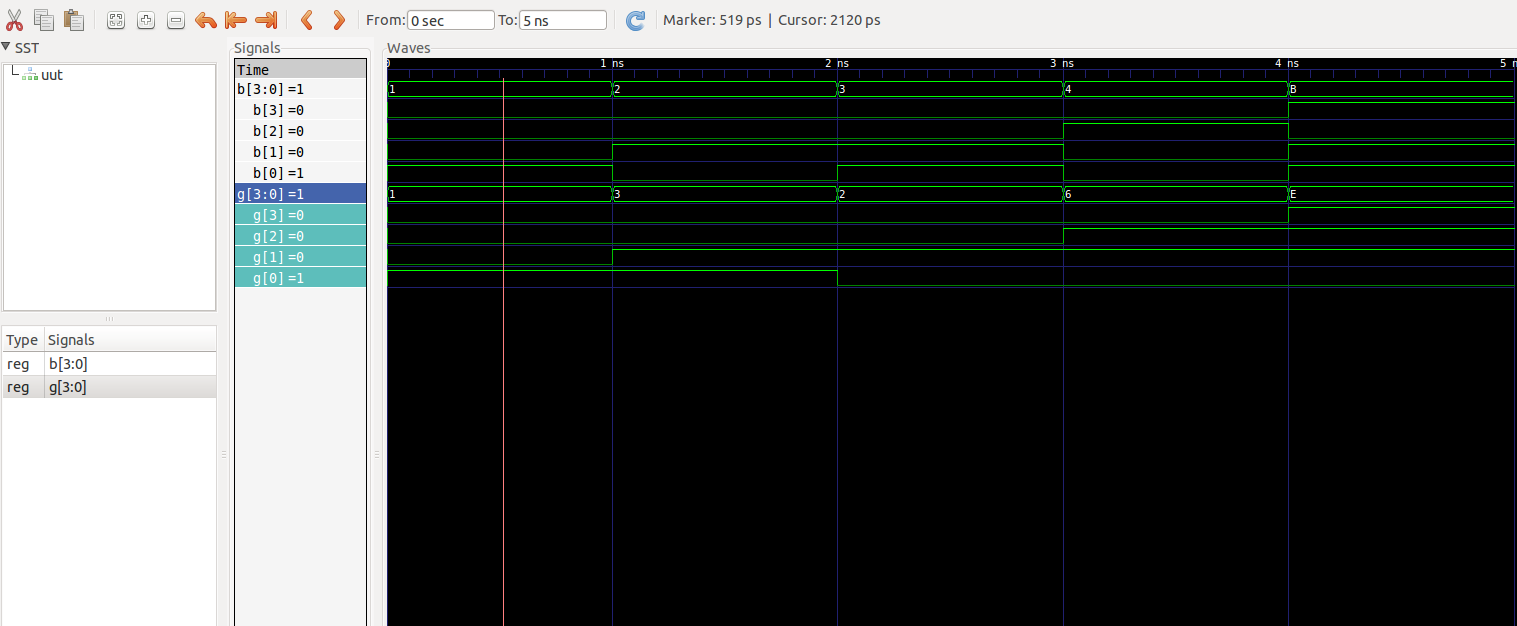 From: 0 sec To: 5 ns Marker: 519 ps | Cursor: 2120 ps
SST
uut
Type Signals
reg b[3:0]
reg g[3:0]
Signals
Time
b[3:0]=1
b[3]=0
b[2]=0
b[1]=0
b[0]=1
g[3:0]=1
g[3]=0
g[2]=0
g[1]=0
g[0]=1
Waves
0 1 ns 2 ns 3 ns 4 ns 5 n
1 2 3 4 B
1 3 2 6 E